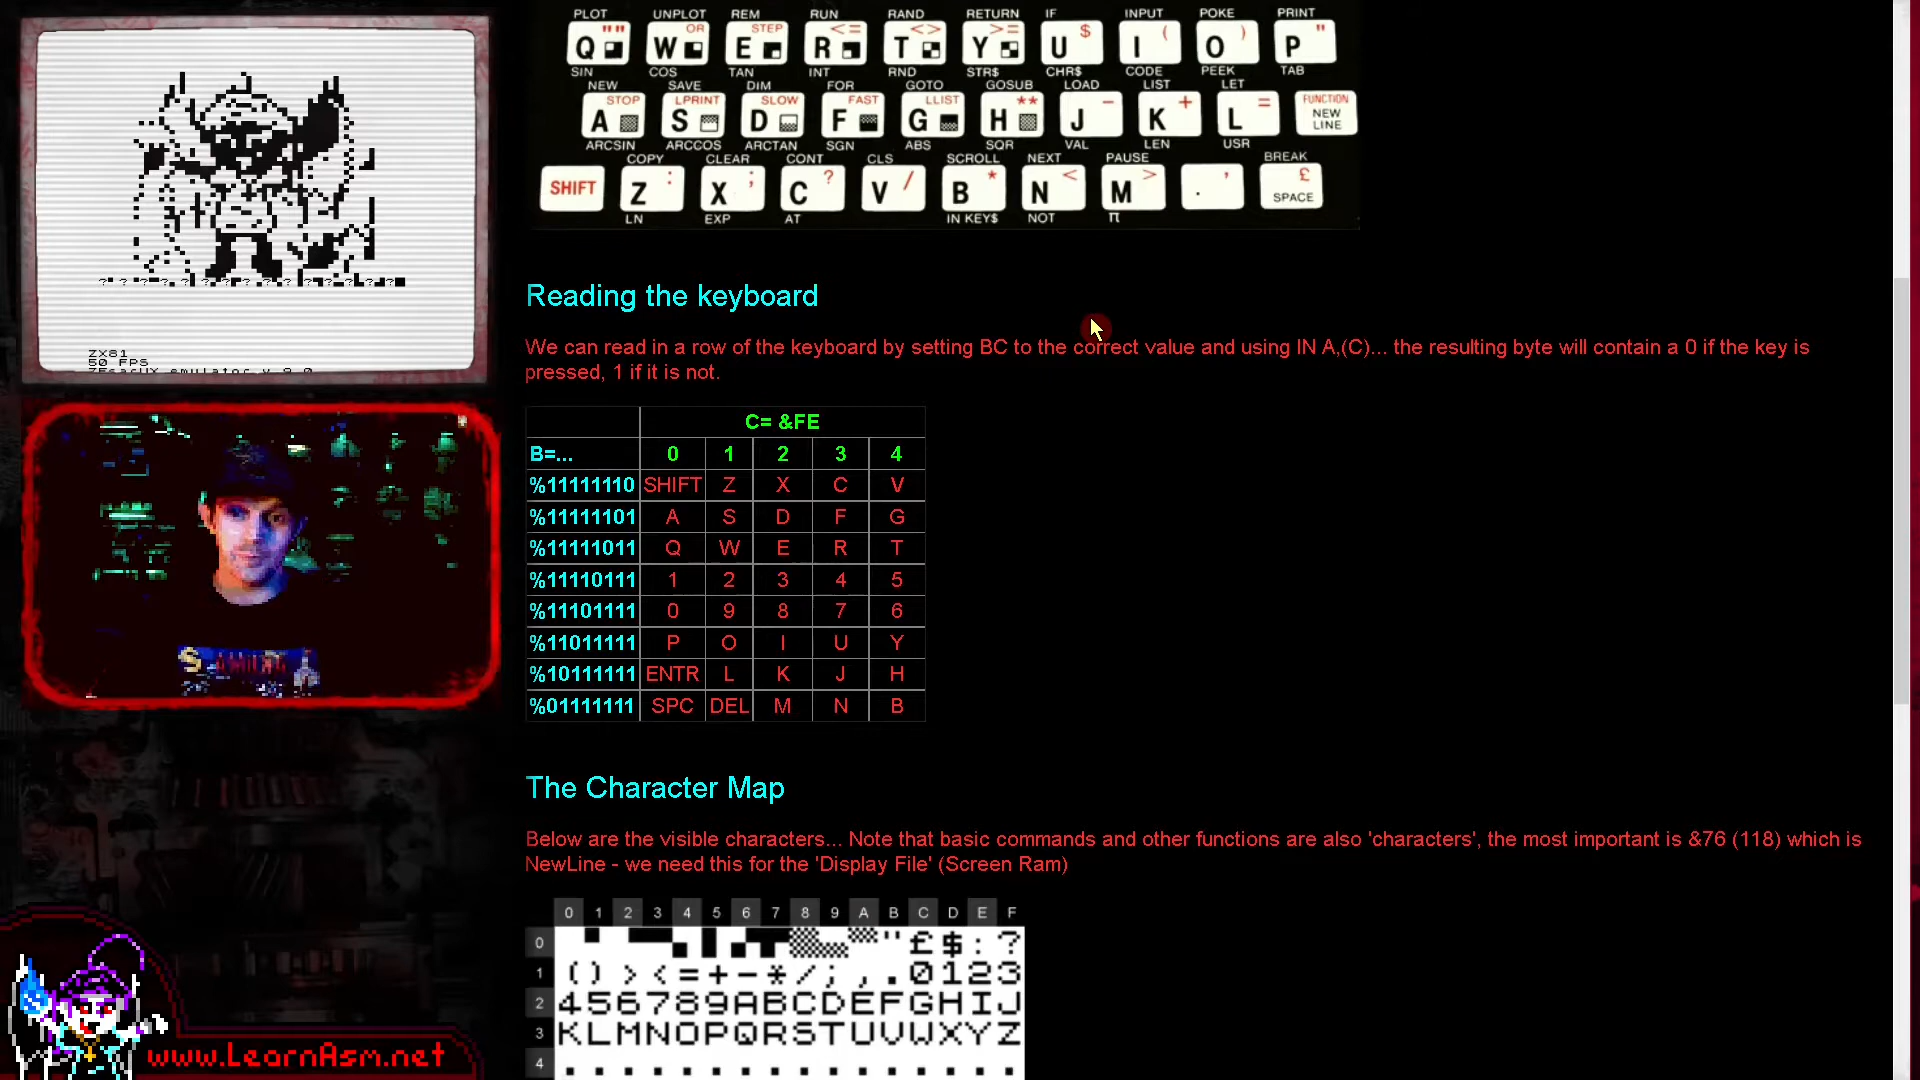 PLOT UNPLOT REM RUN RAND RETURN IF INPUT POKE PRINT
Q "" W OR E STEP R <= T <> Y >= U $ I ( O ) P "
SIN COS TAN INT RND STR$ CHR$ CODE PEEK TAB
NEW SAVE DIM FOR GOTO GOSUB LOAD LIST LET
A STOP S LPRINT D SLOW F FAST G LLIST H ** J - K + L = FUNCTION NEW LINE
ARCSIN ARCCOS ARCTAN SGN ABS SQR VAL LEN USR
COPY CLEAR CONT CLS SCROLL NEXT PAUSE BREAK
SHIFT Z : X ; C ? V / B * N < M > . , £ SPACE
LN EXP AT IN KEY$ NOT π
ZX81
50 FPS
ZEsarUX emulator v.9.0
Reading the keyboard
We can read in a row of the keyboard by setting BC to the correct value and using IN A,(C)... the resulting byte will contain a 0 if the key is
pressed, 1 if it is not.
C= &FE
B=... 0 1 2 3 4
%11111110 SHIFT Z X C V
%11111101 A S D F G
%11111011 Q W E R T
%11110111 1 2 3 4 5
%11101111 0 9 8 7 6
%11011111 P O I U Y
%10111111 ENTR L K J H
%01111111 SPC DEL M N B
The Character Map
Below are the visible characters... Note that basic commands and other functions are also 'characters', the most important is &76 (118) which is
NewLine - we need this for the 'Display File' (Screen Ram)
0 1 2 3 4 5 6 7 8 9 A B C D E F
0 " £ $ : ?
1 ( ) > < = + - * / ; , . 0 1 2 3
2 4 5 6 7 8 9 A B C D E F G H I J
3 K L M N O P Q R S T U V W X Y Z
4 . . . . . . . . . . . . . . . .
www.LearnAsm.net